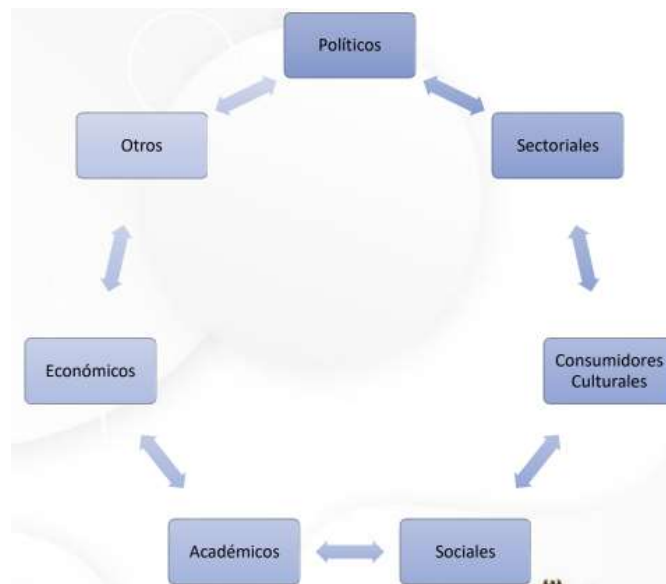 Políticos
Otros
Sectoriales
Económicos
Consumidores
Culturales
Académicos
Sociales